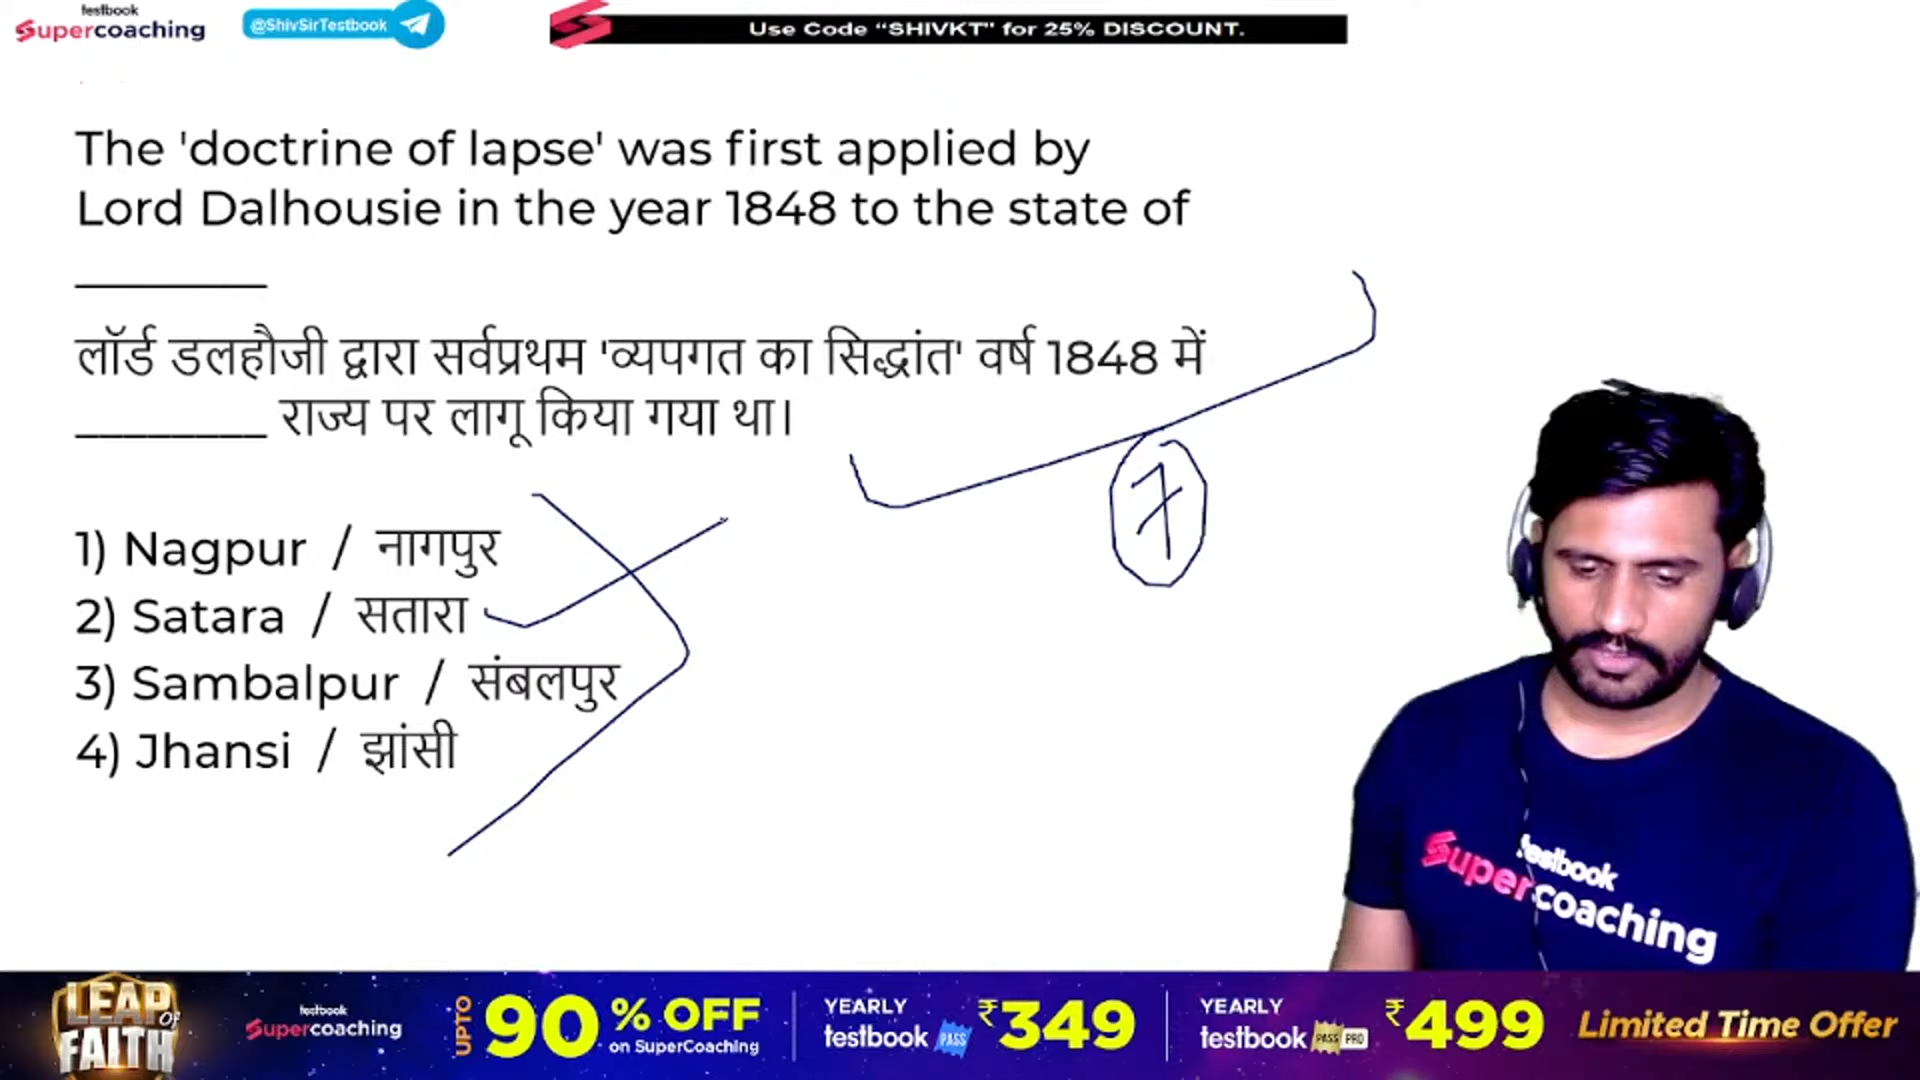 testbook
Supercoaching
@ShivSirTestbook
Use Code “SHIVKT” for 25% DISCOUNT.
The 'doctrine of lapse' was first applied by
Lord Dalhousie in the year 1848 to the state of
________
लॉर्ड डलहौजी द्वारा सर्वप्रथम 'व्यपगत का सिद्धांत' वर्ष 1848 में
________ राज्य पर लागू किया गया था।
7
1) Nagpur / नागपुर
2) Satara / सतारा
3) Sambalpur / संबलपुर
4) Jhansi / झांसी
testbook
Supercoaching
LEAP OF FAITH
testbook
Supercoaching
UPTO 90% OFF
on SuperCoaching
YEARLY
testbook PASS
₹349
YEARLY
testbook PASS PRO
₹499
Limited Time Offer